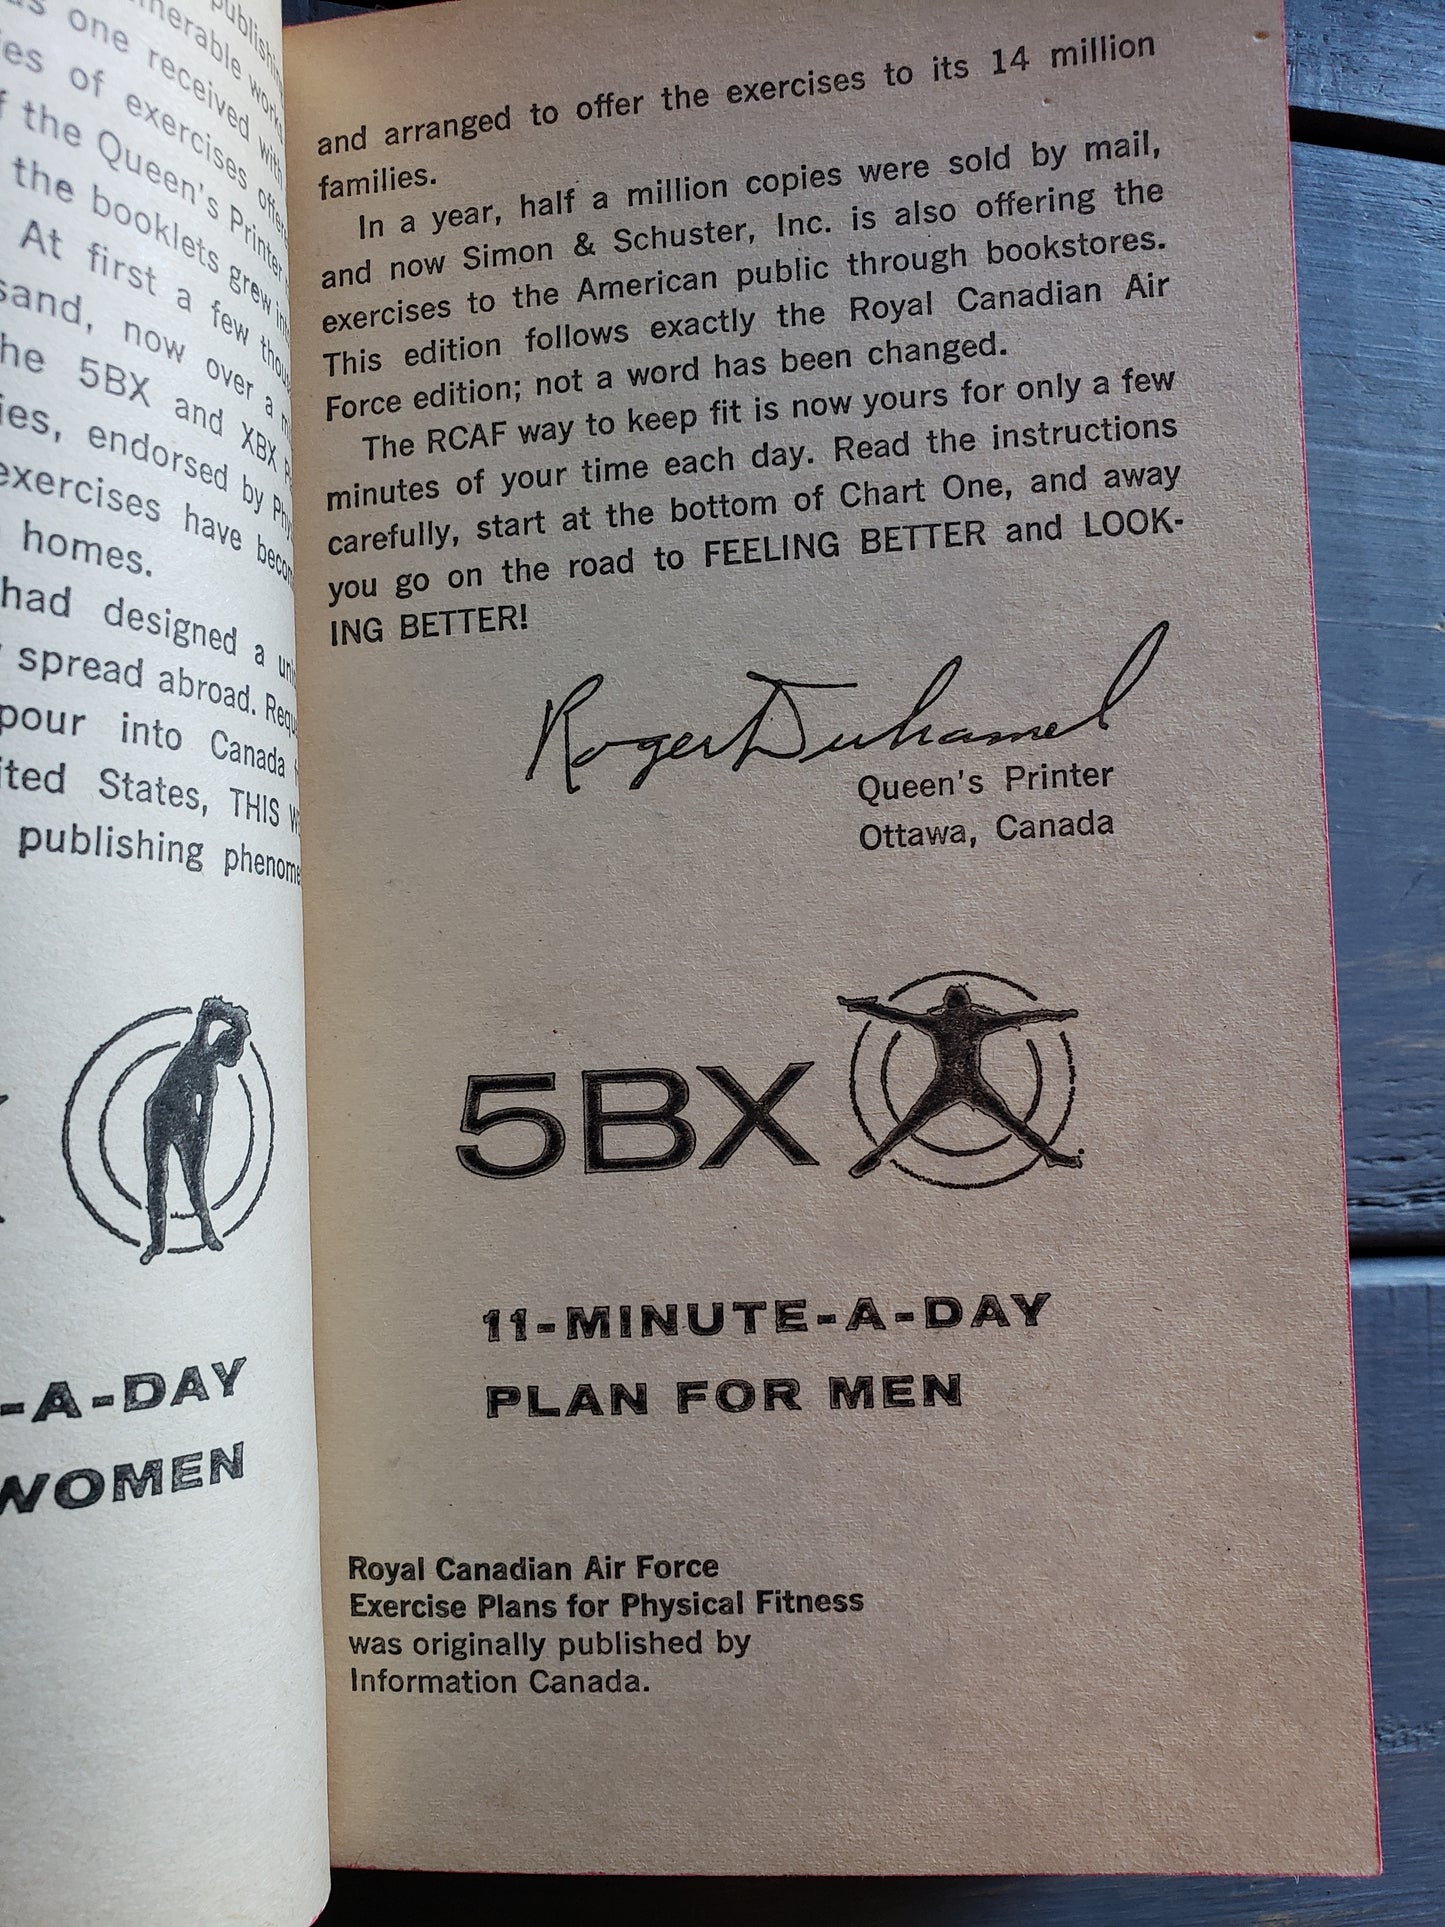 publishing
nerable works
as one received with
ies of exercises
f the Queen's Printer
the booklets grew
At first a few
sand, now over a
he 5BX and XBX
ies, endorsed by
exercises have
homes.
had designed a
spread abroad.
pour into Canada
ited States, THIS
publishing
-A-DAY
WOMEN
and arranged to offer the exercises to its 14 million
families.
In a year, half a million copies were sold by mail,
and now Simon & Schuster, Inc. is also offering the
exercises to the American public through bookstores.
This edition follows exactly the Royal Canadian Air
Force edition; not a word has been changed.
The RCAF way to keep fit is now yours for only a few
minutes of your time each day. Read the instructions
carefully, start at the bottom of Chart One, and away
you go on the road to FEELING BETTER and LOOK-
ING BETTER!
Roger Duhamel
Queen's Printer
Ottawa, Canada
5BX
11-MINUTE-A-DAY
PLAN FOR MEN
Royal Canadian Air Force
Exercise Plans for Physical Fitness
was originally published by
Information Canada.